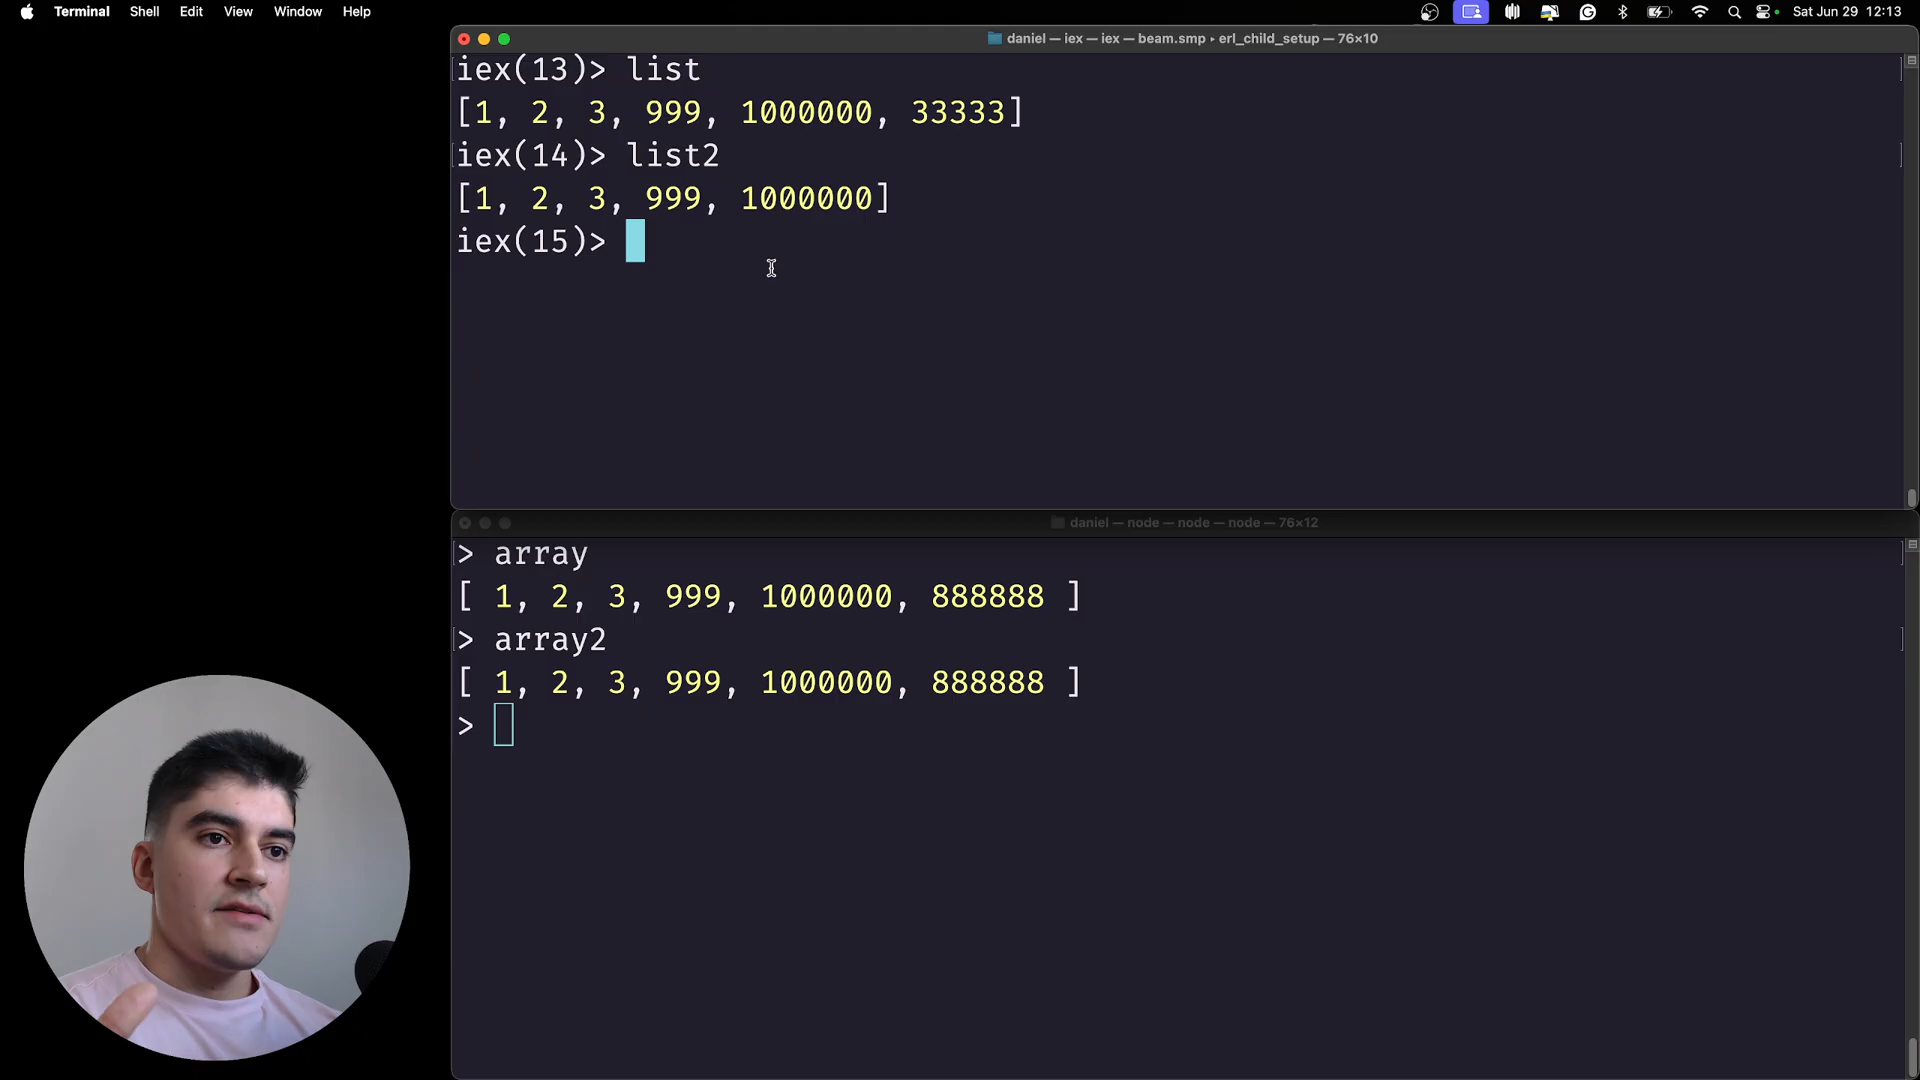 Terminal Shell Edit View Window Help Sat Jun 29 12:13
daniel — iex — iex — beam.smp ▸ erl_child_setup — 76×10
iex(13)> list
[1, 2, 3, 999, 1000000, 33333]
iex(14)> list2
[1, 2, 3, 999, 1000000]
iex(15)>
daniel — node — node — node — 76×12
> array
[ 1, 2, 3, 999, 1000000, 888888 ]
> array2
[ 1, 2, 3, 999, 1000000, 888888 ]
>